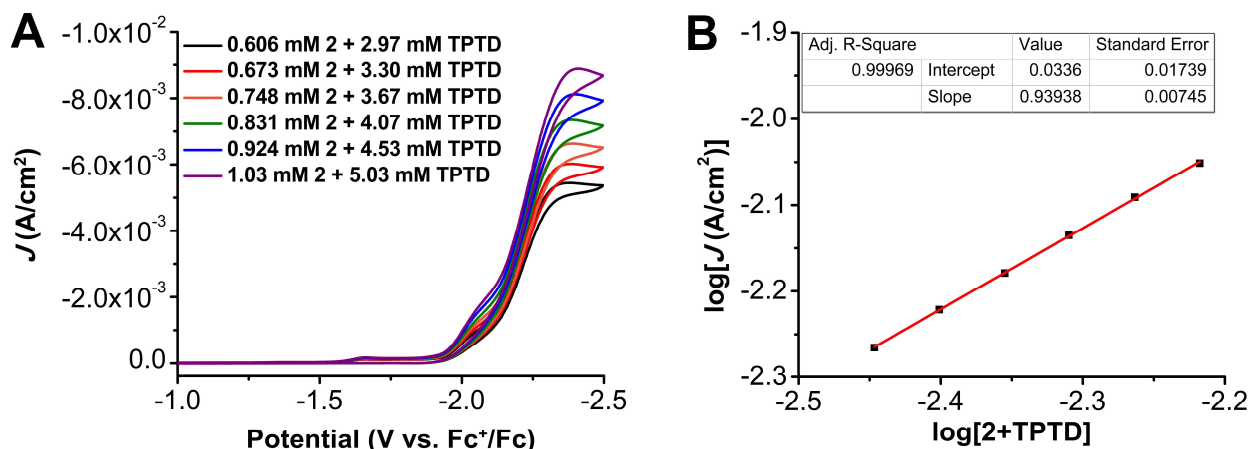 A
-1.0x10⁻²
-8.0x10⁻³
-6.0x10⁻³
-4.0x10⁻³
-2.0x10⁻³
0.0
J (A/cm²)
0.606 mM 2 + 2.97 mM TPTD
0.673 mM 2 + 3.30 mM TPTD
0.748 mM 2 + 3.67 mM TPTD
0.831 mM 2 + 4.07 mM TPTD
0.924 mM 2 + 4.53 mM TPTD
1.03 mM 2 + 5.03 mM TPTD
-1.0 -1.5 -2.0 -2.5
Potential (V vs. Fc⁺/Fc)
B
-1.9
-2.0
-2.1
-2.2
-2.3
log[J (A/cm²)]
Adj. R-Square Value Standard Error
0.99969 Intercept 0.0336 0.01739
Slope 0.93938 0.00745
-2.5 -2.4 -2.3 -2.2
log[2+TPTD]